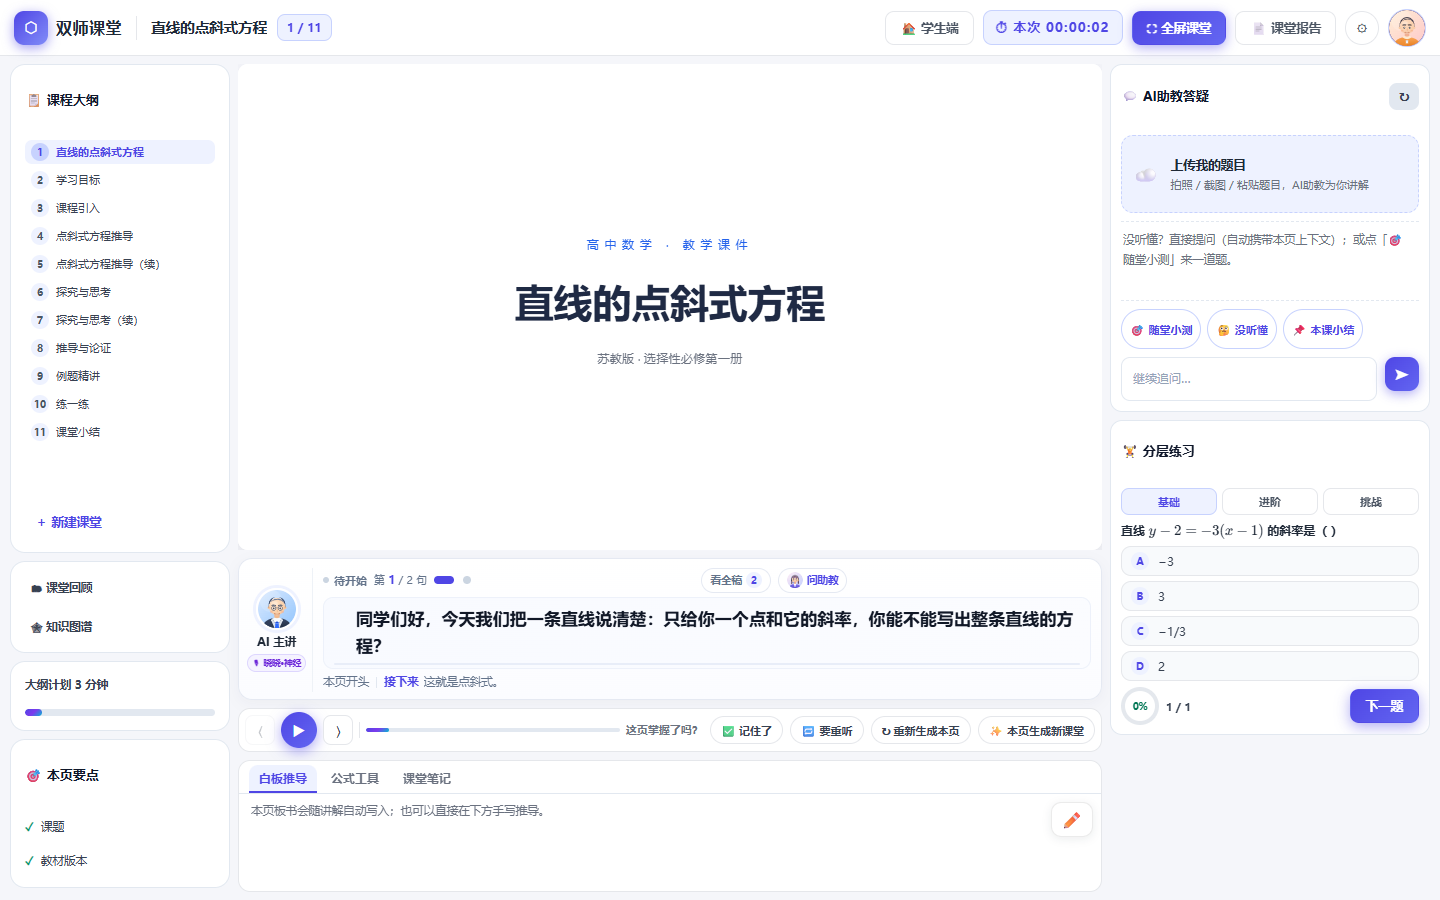 双师课堂
直线的点斜式方程
1 / 11
学生端
本次 00:00:02
全屏课堂
课堂报告
课程大纲
1 直线的点斜式方程
2 学习目标
3 课程引入
4 点斜式方程推导
5 点斜式方程推导（续）
6 探究与思考
7 探究与思考（续）
8 推导与论证
9 例题精讲
10 练一练
11 课堂小结
+ 新建课堂
课堂回顾
知识图谱
大纲计划 3 分钟
本页要点
✓ 课题
✓ 教材版本
高中数学 · 教学课件
直线的点斜式方程
苏教版 · 选择性必修第一册
AI 主讲
晓晓•神经
待开始 第 1 / 2 句
看全稿 2
问助教
同学们好，今天我们把一条直线说清楚：只给你一个点和它的斜率，你能不能写出整条直线的方
程？
本页开头 接下来 这就是点斜式。
这页掌握了吗？
记住了
要重听
重新生成本页
本页生成新课堂
白板推导 公式工具 课堂笔记
本页板书会随讲解自动写入；也可以直接在下方手写推导。
AI助教答疑
上传我的题目
拍照 / 截图 / 粘贴题目，AI助教为你讲解
没听懂？直接提问（自动携带本页上下文）；或点「🎯
随堂小测」来一道题。
随堂小测
没听懂
本课小结
继续追问...
分层练习
基础 进阶 挑战
直线 y − 2 = −3(x − 1) 的斜率是（ ）
A −3
B 3
C −1/3
D 2
0% 1 / 1
下一题